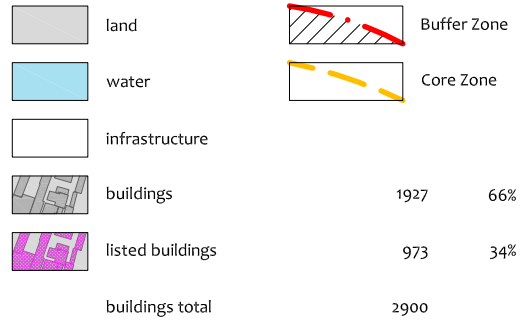 land
Buffer Zone
water
Core Zone
infrastructure
buildings 1927 66%
listed buildings 973 34%
buildings total 2900